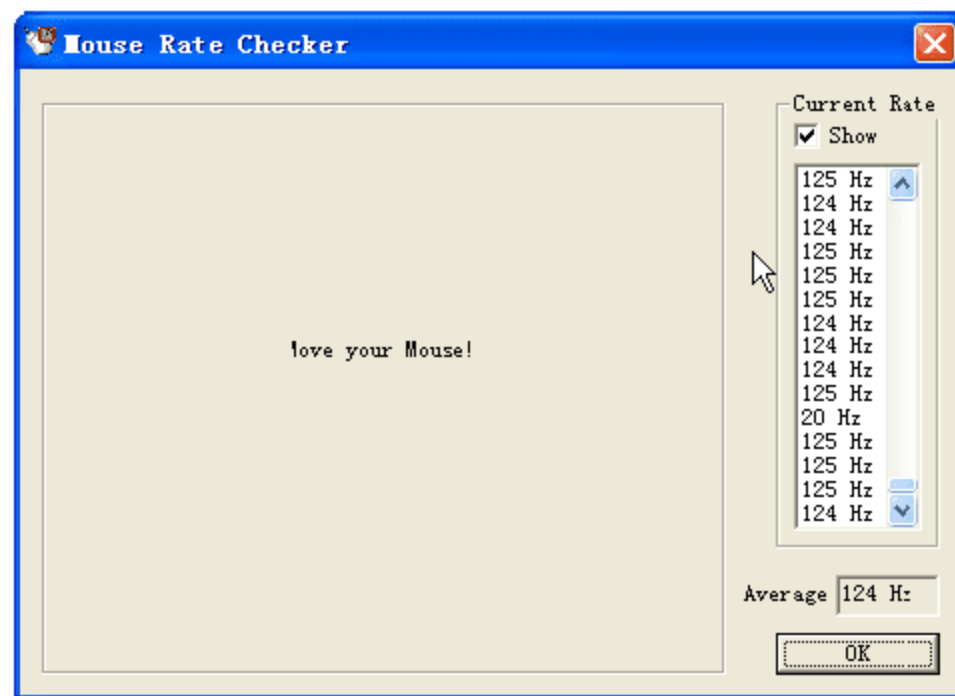 Mouse Rate Checker
Move your Mouse!
Current Rate
Show
125 Hz
124 Hz
124 Hz
125 Hz
125 Hz
125 Hz
124 Hz
124 Hz
124 Hz
125 Hz
20 Hz
125 Hz
125 Hz
125 Hz
124 Hz
Average 124 Hz
OK